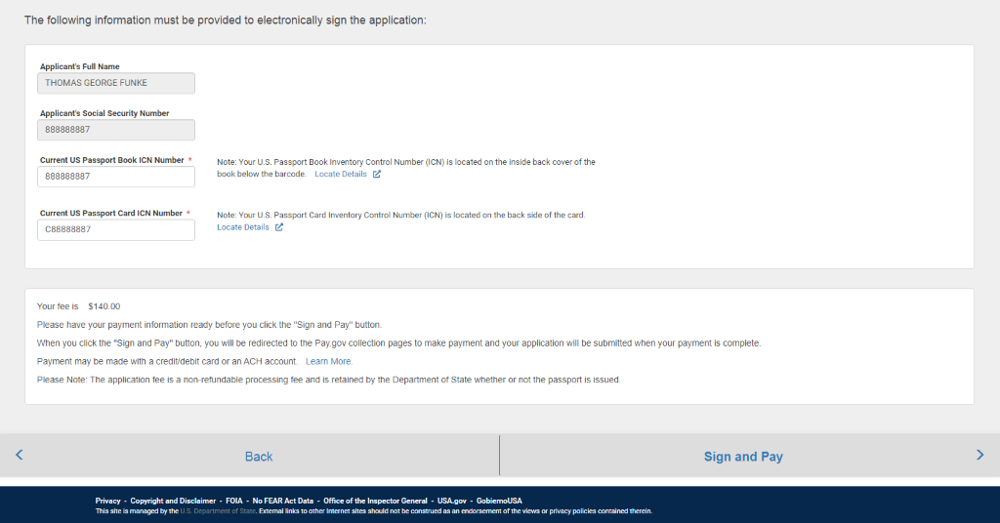 The following information must be provided to electronically sign the application:
Applicant's Full Name
THOMAS GEORGE FUNKE
Applicant's Social Security Number
888888887
Current US Passport Book ICN Number *
888888887
Note: Your U.S. Passport Book Inventory Control Number (ICN) is located on the inside back cover of the
book below the barcode. Locate Details
Current US Passport Card ICN Number *
C88888887
Note: Your U.S. Passport Card Inventory Control Number (ICN) is located on the back side of the card.
Locate Details
Your fee is $140.00
Please have your payment information ready before you click the "Sign and Pay" button.
When you click the "Sign and Pay" button, you will be redirected to the Pay.gov collection pages to make payment and your application will be submitted when your payment is complete.
Payment may be made with a credit/debit card or an ACH account. Learn More.
Please Note: The application fee is a non-refundable processing fee and is retained by the Department of State whether or not the passport is issued.
Back
Sign and Pay
Privacy - Copyright and Disclaimer - FOIA - No FEAR Act Data - Office of the Inspector General - USA.gov - GobiernoUSA
This site is managed by the U.S. Department of State. External links to other Internet sites should not be construed as an endorsement of the views or privacy policies contained therein.